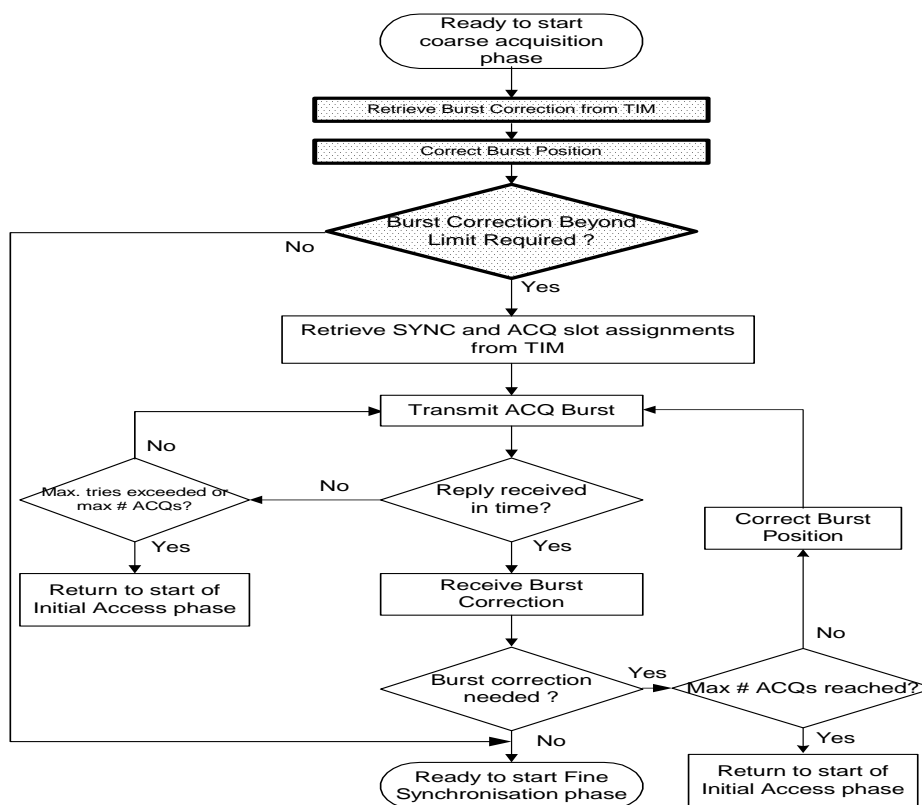 Ready to start
coarse acquisition
phase
Retrieve Burst Correction from TIM
Correct Burst Position
Burst Correction Beyond
Limit Required ?
No
Yes
Retrieve SYNC and ACQ slot assignments
from TIM
Transmit ACQ Burst
No
Max. tries exceeded or
max # ACQs?
No
Reply received
in time?
Correct Burst
Position
Yes
Yes
Return to start of
Initial Access phase
Receive Burst
Correction
No
Burst correction
needed ?
Yes
Max # ACQs reached?
No
Yes
Ready to start Fine
Synchronisation phase
Return to start of
Initial Access phase